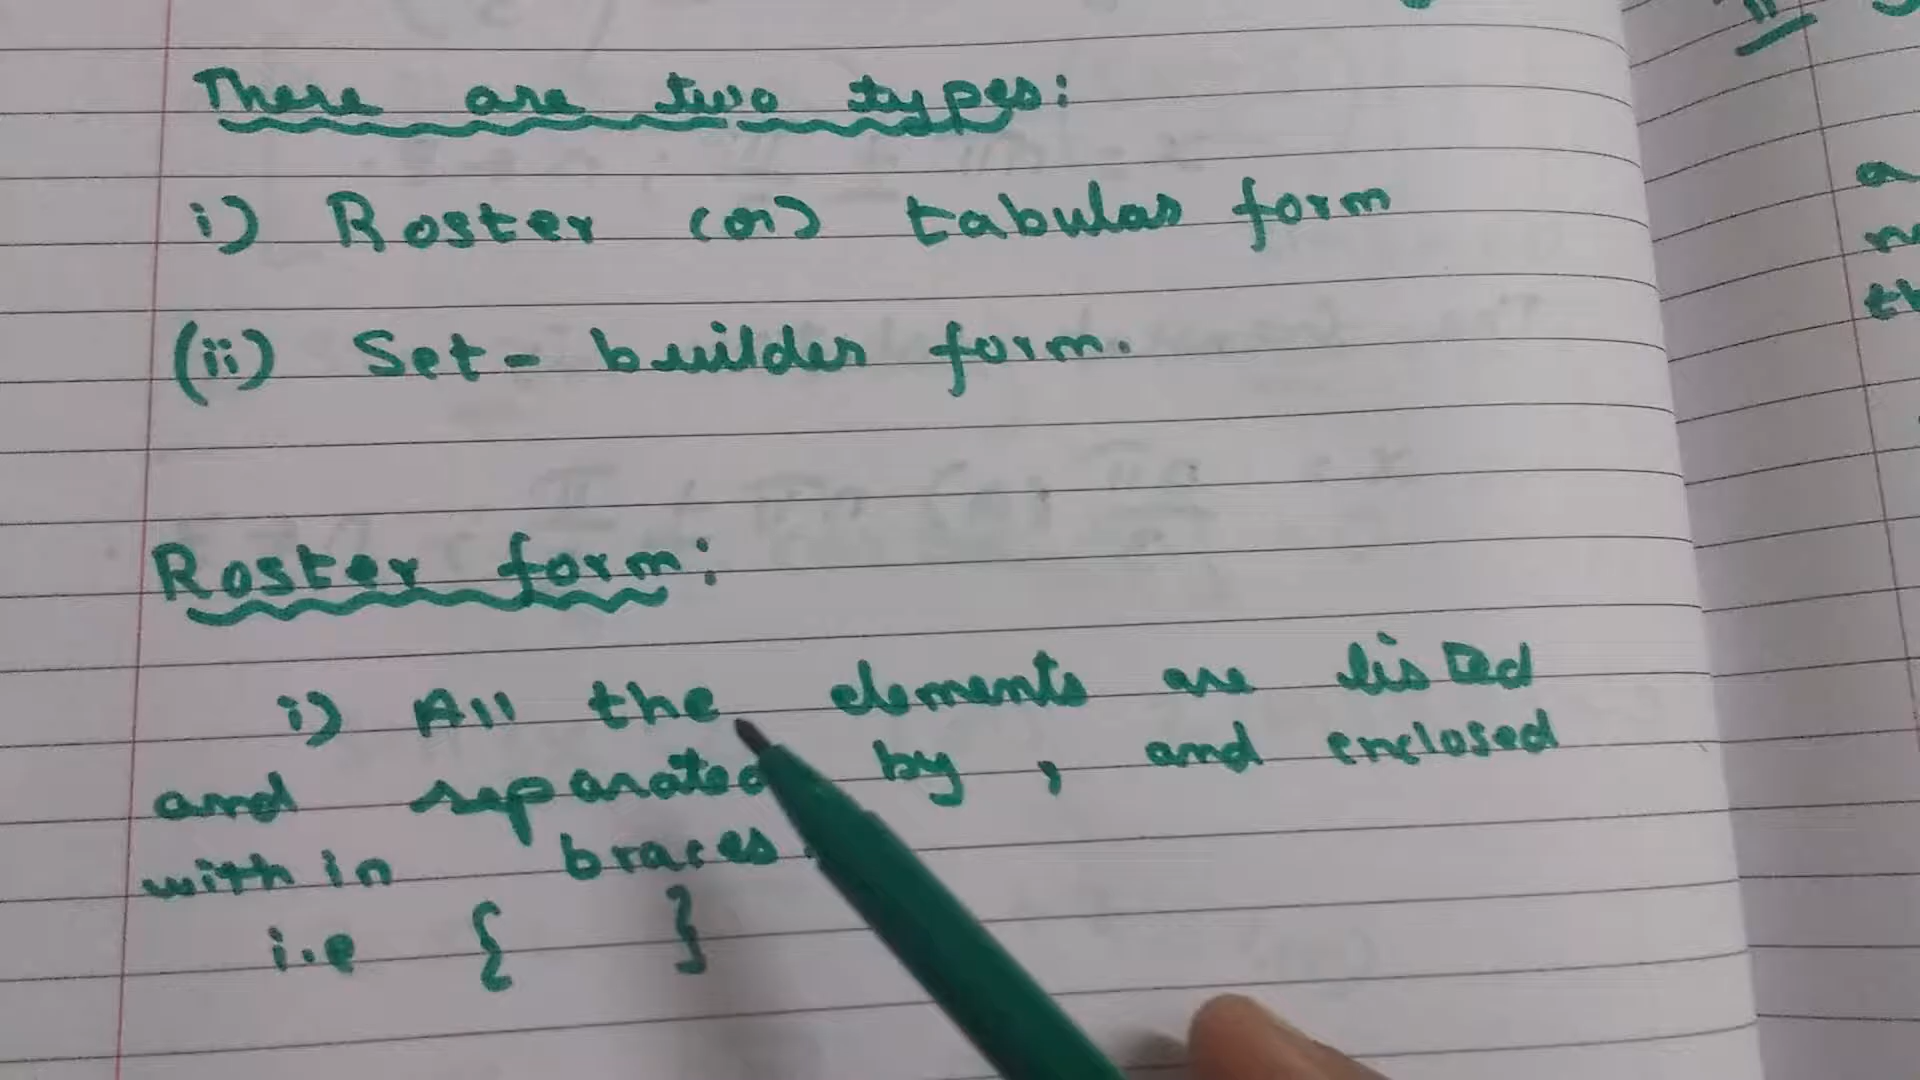 There are two types:
i) Roster (or) tabular form
(ii) Set-builder form.
Roster form:
i) All the elements are listed
and separated by , and enclosed
with in braces
i.e { }
a
th